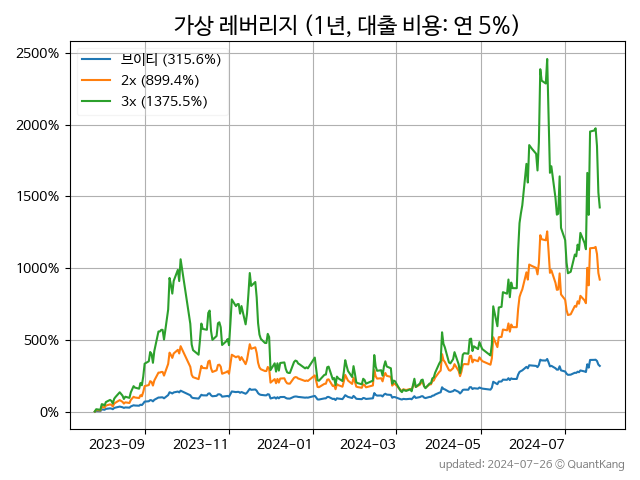 가상 레버리지 (1년, 대출 비용: 연 5%)
브이티 (315.6%)
2x (899.4%)
3x (1375.5%)
2500%
2000%
1500%
1000%
500%
0%
2023-09 2023-11 2024-01 2024-03 2024-05 2024-07
updated: 2024-07-26 © QuantKang